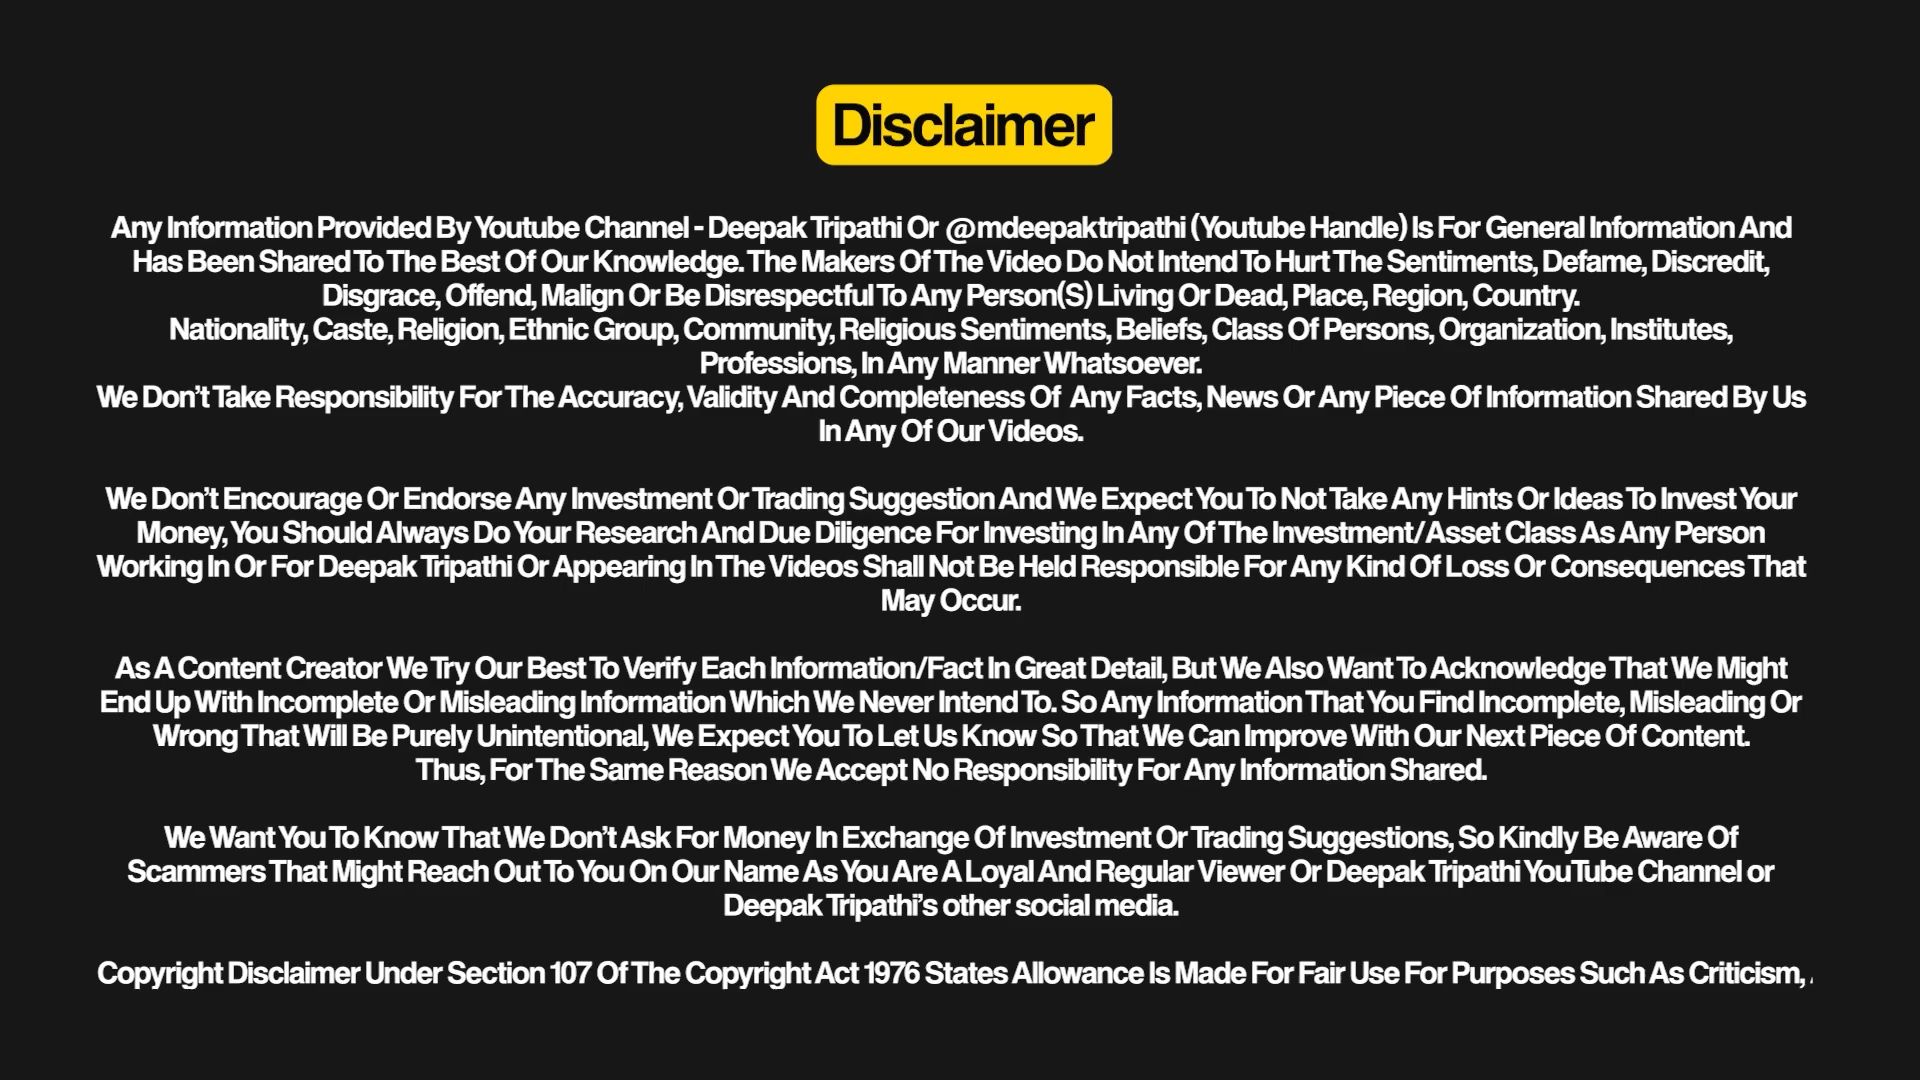 Disclaimer
Any Information Provided By Youtube Channel - Deepak Tripathi Or @mdeepaktripathi (Youtube Handle) Is For General Information And
Has Been Shared To The Best Of Our Knowledge. The Makers Of The Video Do Not Intend To Hurt The Sentiments, Defame, Discredit,
Disgrace, Offend, Malign Or Be Disrespectful To Any Person(S) Living Or Dead, Place, Region, Country.
Nationality, Caste, Religion, Ethnic Group, Community, Religious Sentiments, Beliefs, Class Of Persons, Organization, Institutes,
Professions, In Any Manner Whatsoever.
We Don't Take Responsibility For The Accuracy, Validity And Completeness Of Any Facts, News Or Any Piece Of Information Shared By Us
In Any Of Our Videos.
We Don't Encourage Or Endorse Any Investment Or Trading Suggestion And We Expect You To Not Take Any Hints Or Ideas To Invest Your
Money, You Should Always Do Your Research And Due Diligence For Investing In Any Of The Investment/Asset Class As Any Person
Working In Or For Deepak Tripathi Or Appearing In The Videos Shall Not Be Held Responsible For Any Kind Of Loss Or Consequences That
May Occur.
As A Content Creator We Try Our Best To Verify Each Information/Fact In Great Detail, But We Also Want To Acknowledge That We Might
End Up With Incomplete Or Misleading Information Which We Never Intend To. So Any Information That You Find Incomplete, Misleading Or
Wrong That Will Be Purely Unintentional, We Expect You To Let Us Know So That We Can Improve With Our Next Piece Of Content.
Thus, For The Same Reason We Accept No Responsibility For Any Information Shared.
We Want You To Know That We Don't Ask For Money In Exchange Of Investment Or Trading Suggestions, So Kindly Be Aware Of
Scammers That Might Reach Out To You On Our Name As You Are A Loyal And Regular Viewer Or Deepak Tripathi YouTube Channel or
Deepak Tripathi's other social media.
Copyright Disclaimer Under Section 107 Of The Copyright Act 1976 States Allowance Is Made For Fair Use For Purposes Such As Criticism,